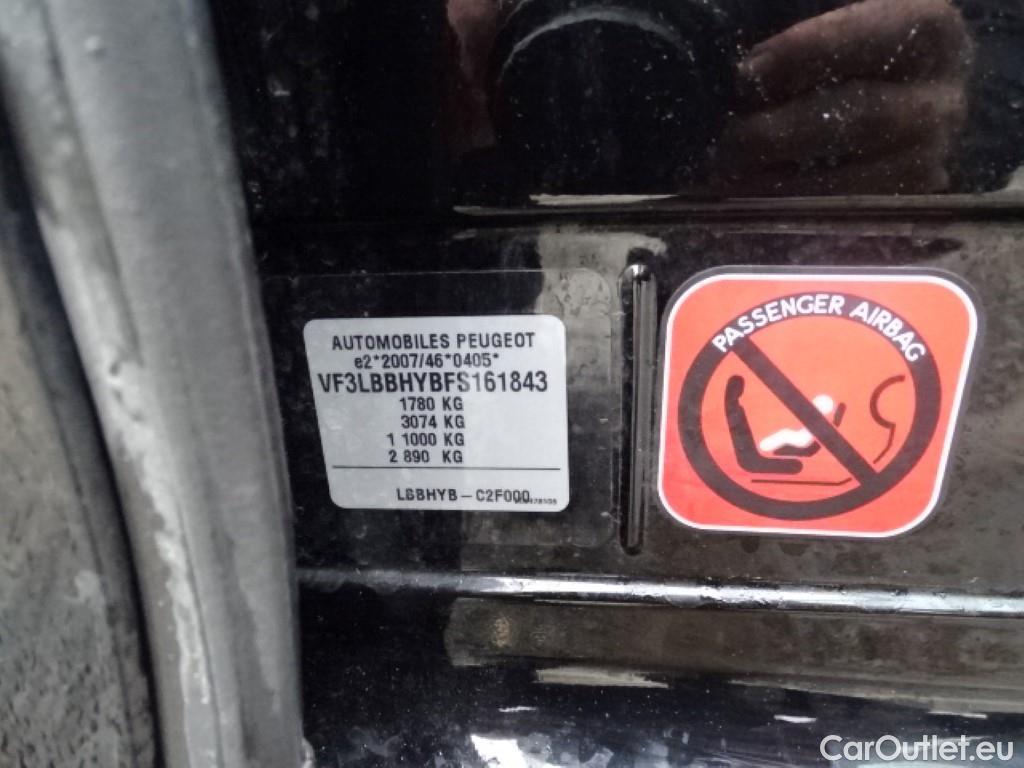 AUTOMOBILES PEUGEOT
e2*2007/46*0405*
VF3LBBHYBFS161843
1780 KG
3074 KG
1 1000 KG
2 890 KG
LBBHYB - C2F000
PASSENGER AIRBAG
CarOutlet.eu